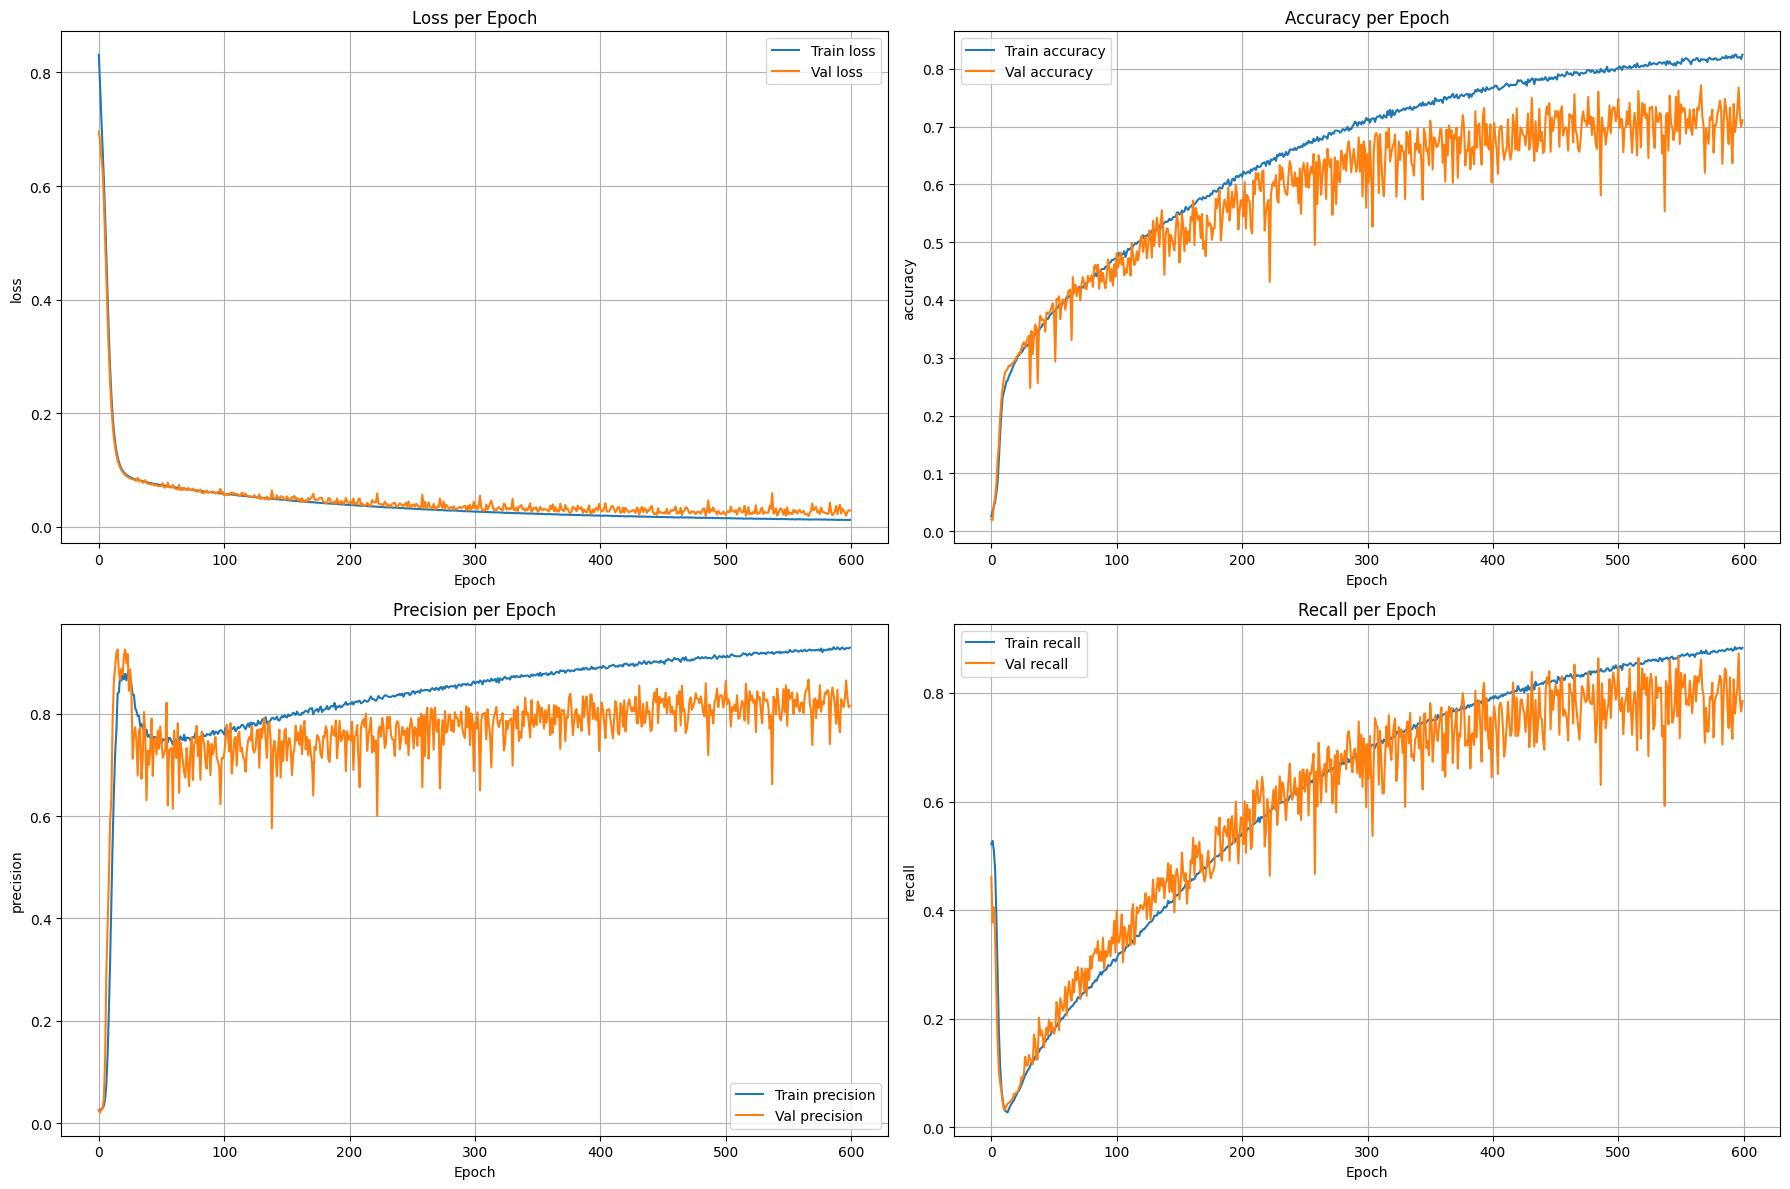 Loss per Epoch
Train loss
Val loss
loss
0.8
0.6
0.4
0.2
0.0
0 100 200 300 400 500 600
Epoch
Accuracy per Epoch
Train accuracy
Val accuracy
accuracy
0.8
0.7
0.6
0.5
0.4
0.3
0.2
0.1
0.0
0 100 200 300 400 500 600
Epoch
Precision per Epoch
precision
0.8
0.6
0.4
0.2
0.0
Train precision
Val precision
0 100 200 300 400 500 600
Epoch
Recall per Epoch
Train recall
Val recall
recall
0.8
0.6
0.4
0.2
0.0
0 100 200 300 400 500 600
Epoch